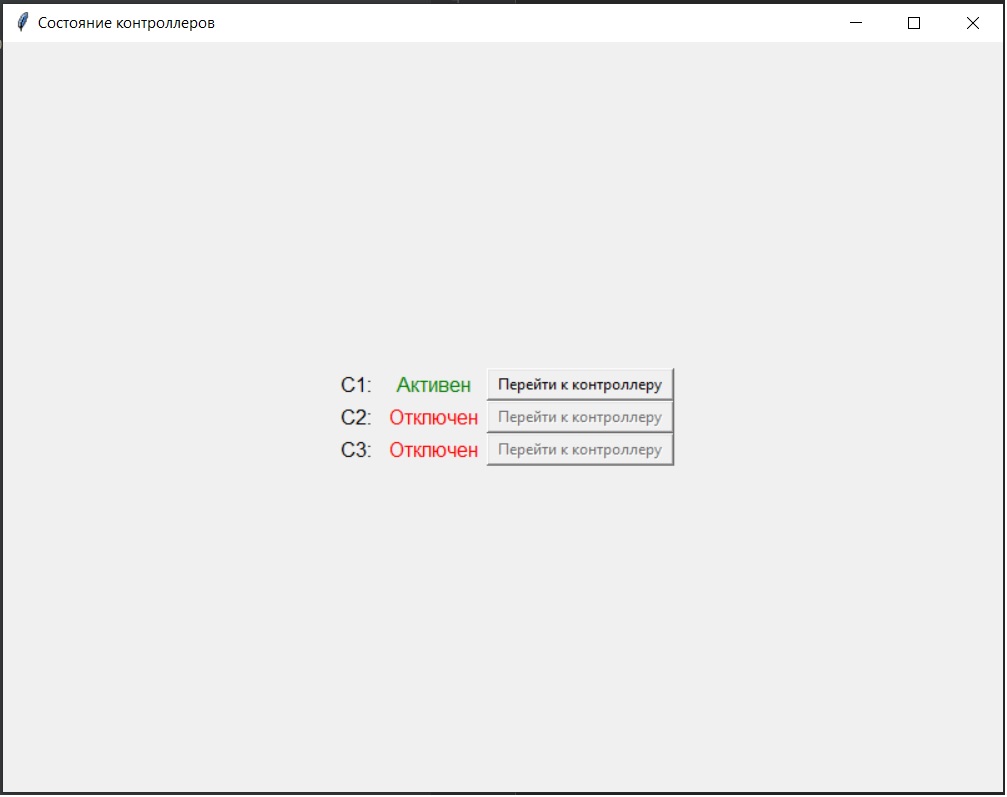 Состояние контроллеров
C1: Активен Перейти к контроллеру
C2: Отключен Перейти к контроллеру
C3: Отключен Перейти к контроллеру